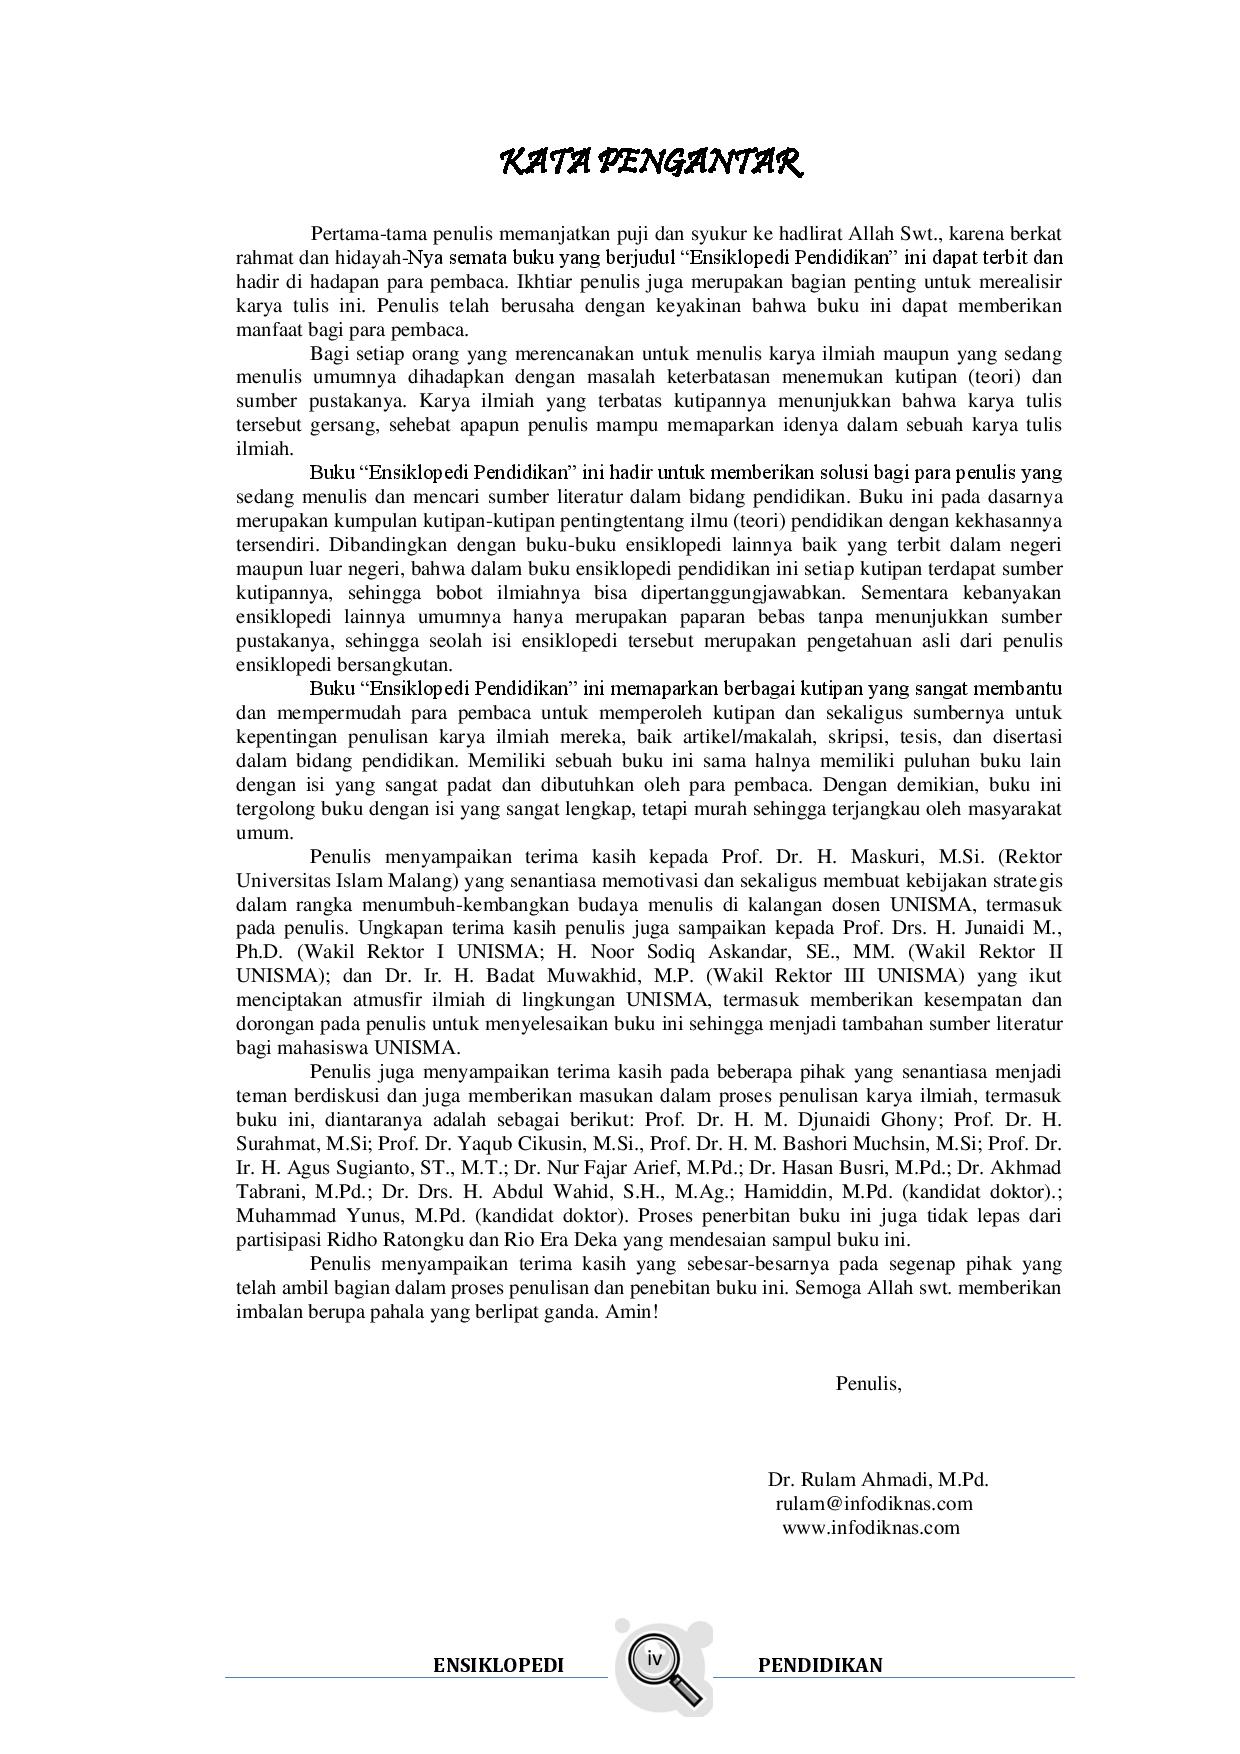 KATA PENGANTAR
Pertama-tama penulis memanjatkan puji dan syukur ke hadlirat Allah Swt., karena berkat
rahmat dan hidayah-Nya semata buku yang berjudul “Ensiklopedi Pendidikan” ini dapat terbit dan
hadir di hadapan para pembaca. Ikhtiar penulis juga merupakan bagian penting untuk merealisir
karya tulis ini. Penulis telah berusaha dengan keyakinan bahwa buku ini dapat memberikan
manfaat bagi para pembaca.
Bagi setiap orang yang merencanakan untuk menulis karya ilmiah maupun yang sedang
menulis umumnya dihadapkan dengan masalah keterbatasan menemukan kutipan (teori) dan
sumber pustakanya. Karya ilmiah yang terbatas kutipannya menunjukkan bahwa karya tulis
tersebut gersang, sehebat apapun penulis mampu memaparkan idenya dalam sebuah karya tulis
ilmiah.
Buku “Ensiklopedi Pendidikan” ini hadir untuk memberikan solusi bagi para penulis yang
sedang menulis dan mencari sumber literatur dalam bidang pendidikan. Buku ini pada dasarnya
merupakan kumpulan kutipan-kutipan pentingtentang ilmu (teori) pendidikan dengan kekhasannya
tersendiri. Dibandingkan dengan buku-buku ensiklopedi lainnya baik yang terbit dalam negeri
maupun luar negeri, bahwa dalam buku ensiklopedi pendidikan ini setiap kutipan terdapat sumber
kutipannya, sehingga bobot ilmiahnya bisa dipertanggungjawabkan. Sementara kebanyakan
ensiklopedi lainnya umumnya hanya merupakan paparan bebas tanpa menunjukkan sumber
pustakanya, sehingga seolah isi ensiklopedi tersebut merupakan pengetahuan asli dari penulis
ensiklopedi bersangkutan.
Buku “Ensiklopedi Pendidikan” ini memaparkan berbagai kutipan yang sangat membantu
dan mempermudah para pembaca untuk memperoleh kutipan dan sekaligus sumbernya untuk
kepentingan penulisan karya ilmiah mereka, baik artikel/makalah, skripsi, tesis, dan disertasi
dalam bidang pendidikan. Memiliki sebuah buku ini sama halnya memiliki puluhan buku lain
dengan isi yang sangat padat dan dibutuhkan oleh para pembaca. Dengan demikian, buku ini
tergolong buku dengan isi yang sangat lengkap, tetapi murah sehingga terjangkau oleh masyarakat
umum.
Penulis menyampaikan terima kasih kepada Prof. Dr. H. Maskuri, M.Si. (Rektor
Universitas Islam Malang) yang senantiasa memotivasi dan sekaligus membuat kebijakan strategis
dalam rangka menumbuh-kembangkan budaya menulis di kalangan dosen UNISMA, termasuk
pada penulis. Ungkapan terima kasih penulis juga sampaikan kepada Prof. Drs. H. Junaidi M.,
Ph.D. (Wakil Rektor I UNISMA; H. Noor Sodiq Askandar, SE., MM. (Wakil Rektor II
UNISMA); dan Dr. Ir. H. Badat Muwakhid, M.P. (Wakil Rektor III UNISMA) yang ikut
menciptakan atmusfir ilmiah di lingkungan UNISMA, termasuk memberikan kesempatan dan
dorongan pada penulis untuk menyelesaikan buku ini sehingga menjadi tambahan sumber literatur
bagi mahasiswa UNISMA.
Penulis juga menyampaikan terima kasih pada beberapa pihak yang senantiasa menjadi
teman berdiskusi dan juga memberikan masukan dalam proses penulisan karya ilmiah, termasuk
buku ini, diantaranya adalah sebagai berikut: Prof. Dr. H. M. Djunaidi Ghony; Prof. Dr. H.
Surahmat, M.Si; Prof. Dr. Yaqub Cikusin, M.Si., Prof. Dr. H. M. Bashori Muchsin, M.Si; Prof. Dr.
Ir. H. Agus Sugianto, ST., M.T.; Dr. Nur Fajar Arief, M.Pd.; Dr. Hasan Busri, M.Pd.; Dr. Akhmad
Tabrani, M.Pd.; Dr. Drs. H. Abdul Wahid, S.H., M.Ag.; Hamiddin, M.Pd. (kandidat doktor).;
Muhammad Yunus, M.Pd. (kandidat doktor). Proses penerbitan buku ini juga tidak lepas dari
partisipasi Ridho Ratongku dan Rio Era Deka yang mendesaian sampul buku ini.
Penulis menyampaikan terima kasih yang sebesar-besarnya pada segenap pihak yang
telah ambil bagian dalam proses penulisan dan penebitan buku ini. Semoga Allah swt. memberikan
imbalan berupa pahala yang berlipat ganda. Amin!
Penulis,
Dr. Rulam Ahmadi, M.Pd.
rulam@infodiknas.com
www.infodiknas.com
ENSIKLOPEDI iv PENDIDIKAN